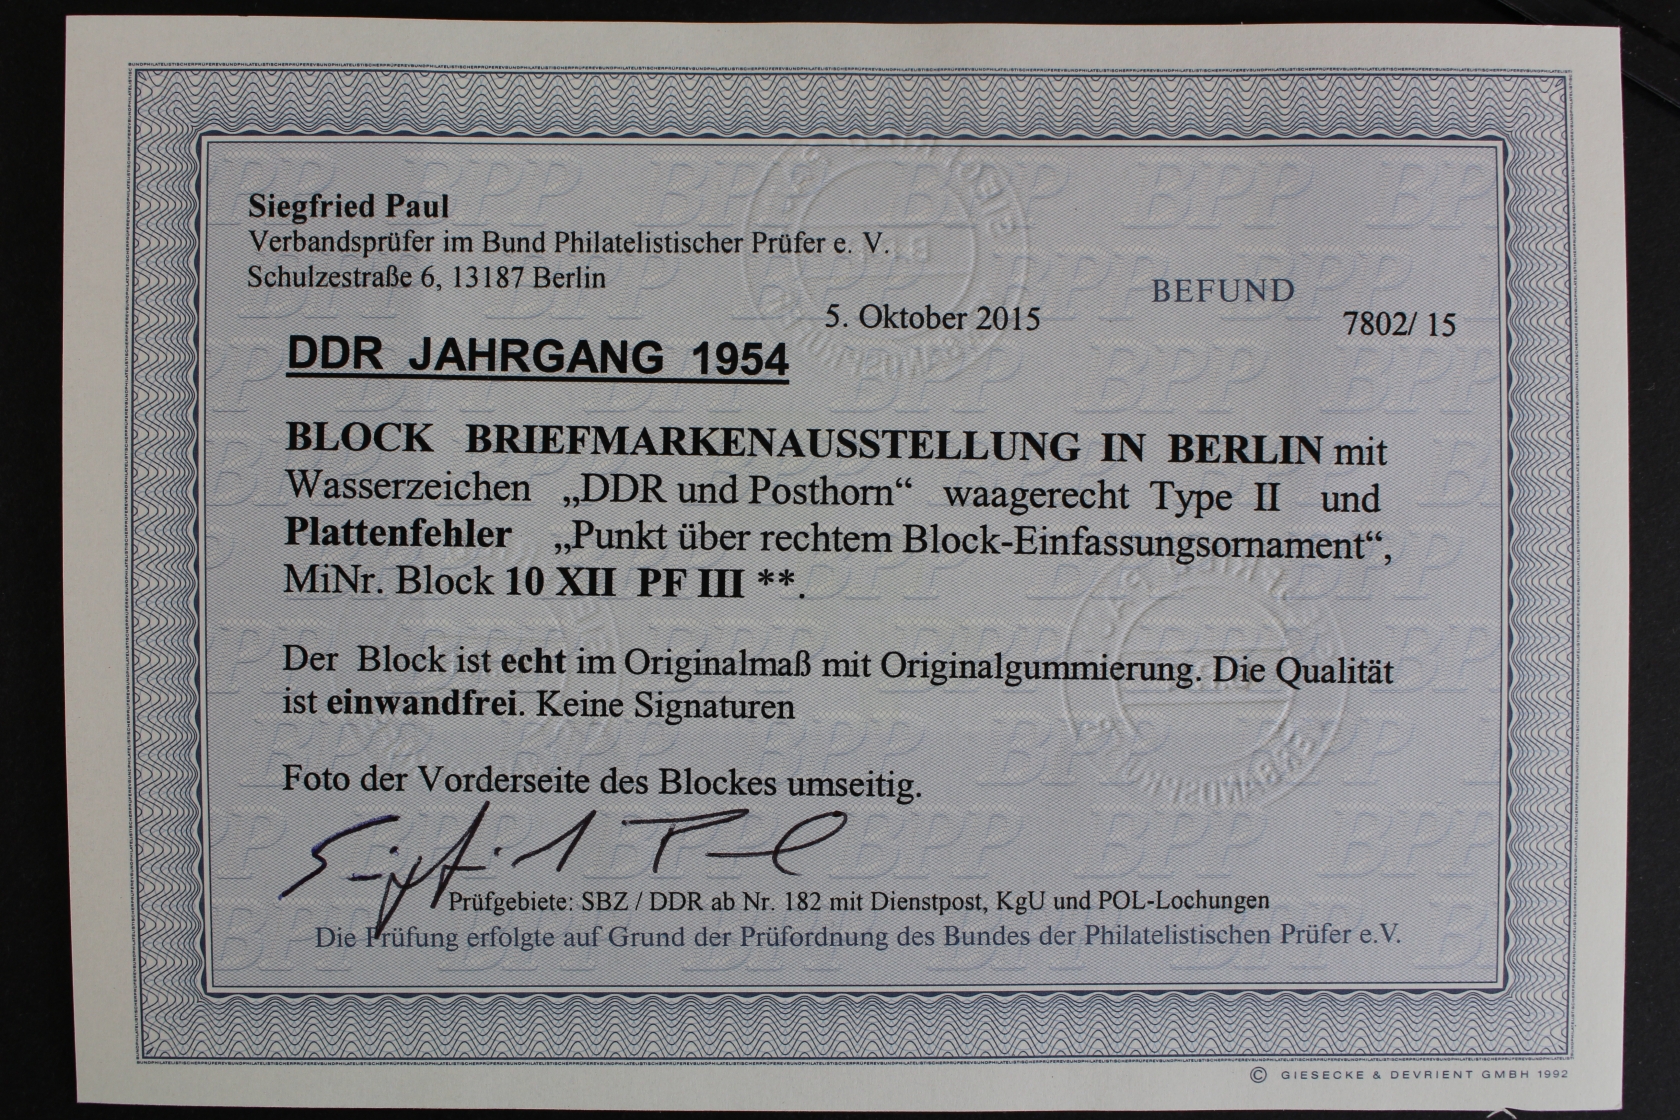 Siegfried Paul
Verbandsprüfer im Bund Philatelistischer Prüfer e. V.
Schulzestraße 6, 13187 Berlin
BEFUND
5. Oktober 2015
7802/ 15
DDR JAHRGANG 1954
BLOCK BRIEFMARKENAUSSTELLUNG IN BERLIN mit
Wasserzeichen „DDR und Posthorn“ waagerecht Type II und
Plattenfehler „Punkt über rechtem Block-Einfassungsornament“,
MiNr. Block 10 XII PF III **.
Der Block ist echt im Originalmaß mit Originalgummierung. Die Qualität
ist einwandfrei. Keine Signaturen
Foto der Vorderseite des Blockes umseitig.
Siegfried Paul
Prüfgebiete: SBZ / DDR ab Nr. 182 mit Dienstpost, KgU und POL-Lochungen
Die Prüfung erfolgte auf Grund der Prüfordnung des Bundes der Philatelistischen Prüfer e.V.
© GIESECKE & DEVRIENT GMBH 1992